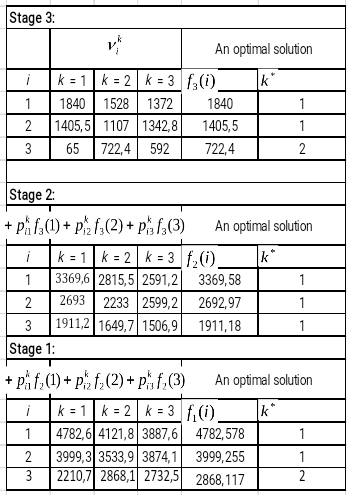 Stage 3:
ν_i^k An optimal solution
i k = 1 k = 2 k = 3 f_3(i) k^*
1 1840 1528 1372 1840 1
2 1405,5 1107 1342,8 1405,5 1
3 65 722,4 592 722,4 2
Stage 2:
+ p_{i1}^k f_3(1) + p_{i2}^k f_3(2) + p_{i3}^k f_3(3) An optimal solution
i k = 1 k = 2 k = 3 f_2(i) k^*
1 3369,6 2815,5 2591,2 3369,58 1
2 2693 2233 2599,2 2692,97 1
3 1911,2 1649,7 1506,9 1911,18 1
Stage 1:
+ p_{i1}^k f_2(1) + p_{i2}^k f_2(2) + p_{i3}^k f_2(3) An optimal solution
i k = 1 k = 2 k = 3 f_1(i) k^*
1 4782,6 4121,8 3887,6 4782,578 1
2 3999,3 3533,9 3874,1 3999,255 1
3 2210,7 2868,1 2732,5 2868,117 2